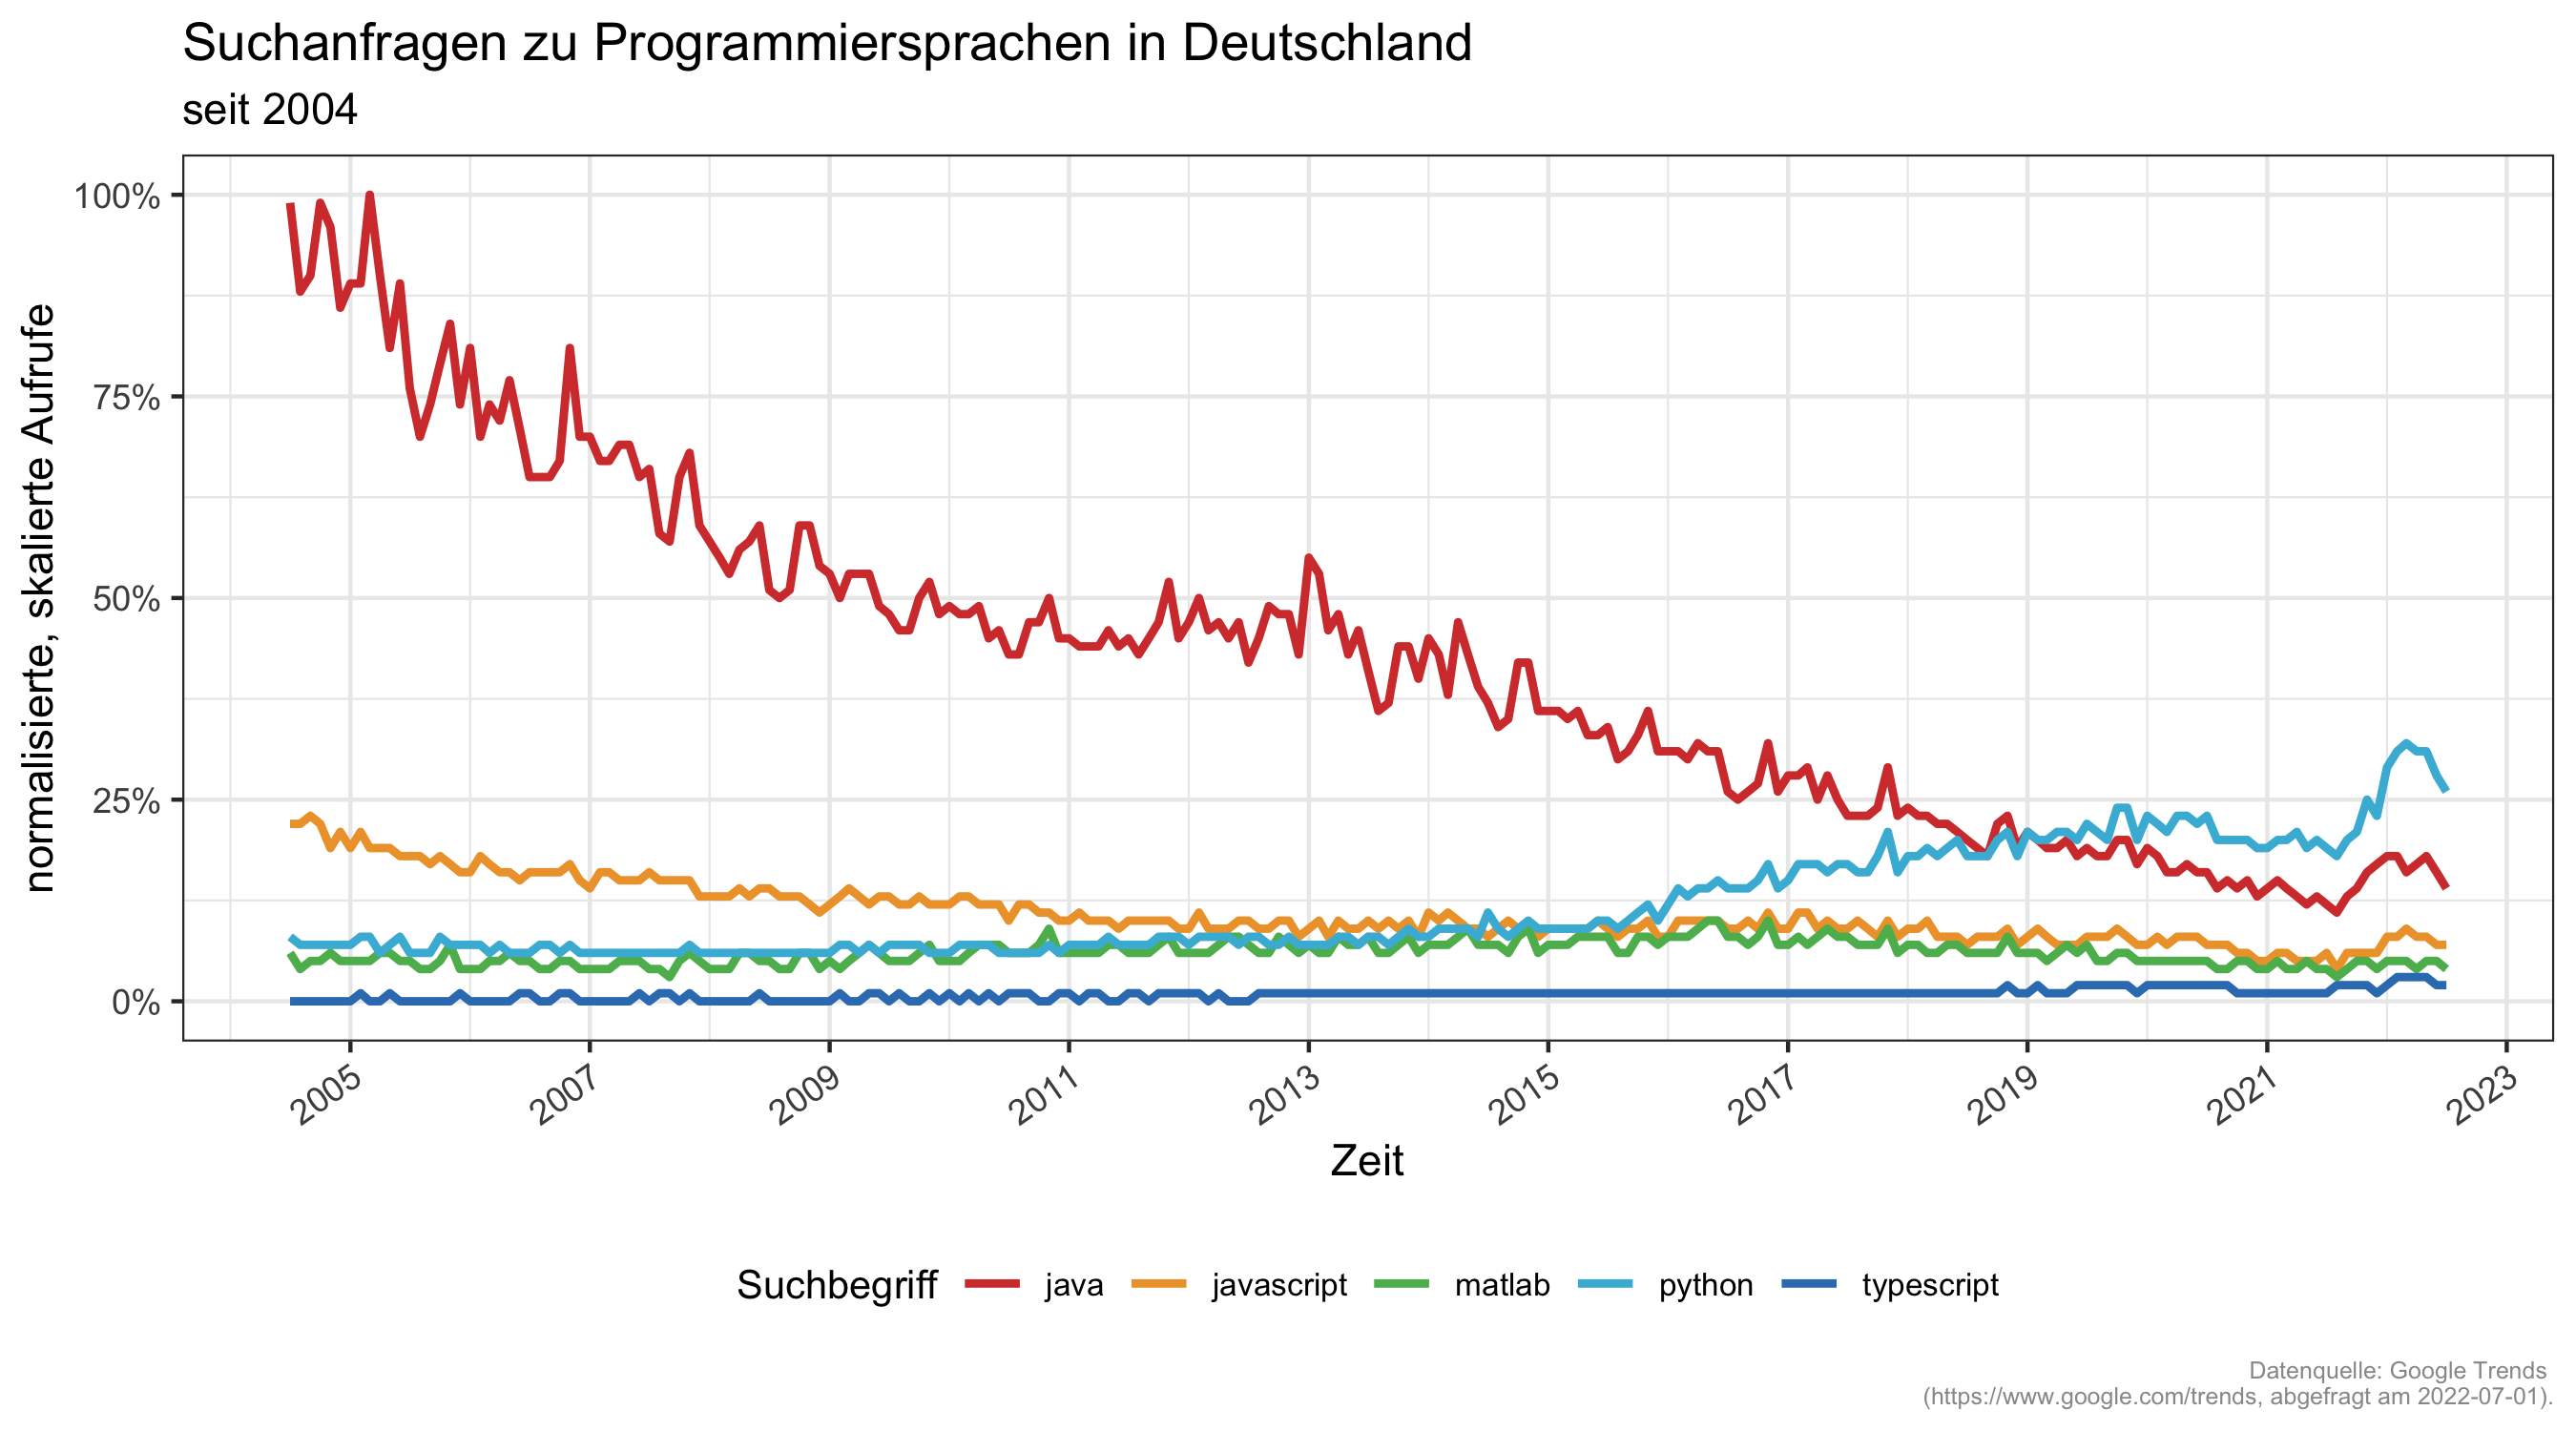 Suchanfragen zu Programmiersprachen in Deutschland
seit 2004
normalisierte, skalierte Aufrufe
100%
75%
50%
25%
0%
2005
2007
2009
2011
2013
2015
2017
2019
2021
2023
Zeit
Suchbegriff java javascript matlab python typescript
Datenquelle: Google Trends
(https://www.google.com/trends, abgefragt am 2022-07-01).